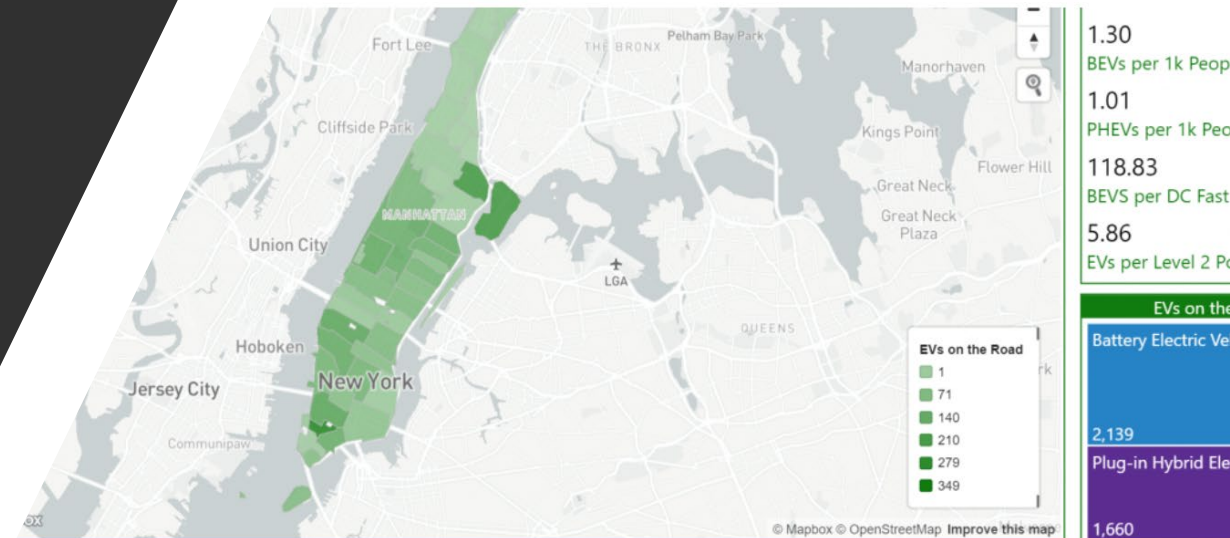 Fort Lee
THE BRONX
Pelham Bay Park
Manorhaven
Cliffside Park
Kings Point
Flower Hill
Great Neck
MANHATTAN
Great Neck
Plaza
Union City
LGA
QUEENS
Hoboken
New York
Jersey City
Communipaw
EVs on the Road
1
71
140
210
279
349
© Mapbox © OpenStreetMap Improve this map
1.30
BEVs per 1k Peop
1.01
PHEVs per 1k Peo
118.83
BEVS per DC Fast
5.86
EVs per Level 2 Po
EVs on the
Battery Electric Ve
2,139
Plug-in Hybrid Ele
1,660